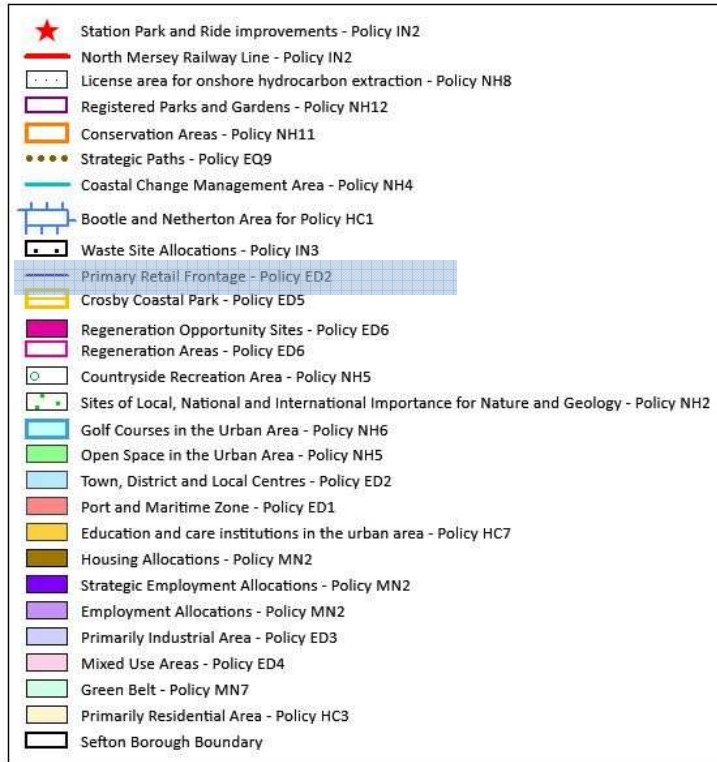 Station Park and Ride improvements - Policy IN2
North Mersey Railway Line - Policy IN2
License area for onshore hydrocarbon extraction - Policy NH8
Registered Parks and Gardens - Policy NH12
Conservation Areas - Policy NH11
Strategic Paths - Policy EQ9
Coastal Change Management Area - Policy NH4
Bootle and Netherton Area for Policy HC1
Waste Site Allocations - Policy IN3
Primary Retail Frontage - Policy ED2
Crosby Coastal Park - Policy ED5
Regeneration Opportunity Sites - Policy ED6
Regeneration Areas - Policy ED6
Countryside Recreation Area - Policy NH5
Sites of Local, National and International Importance for Nature and Geology - Policy NH2
Golf Courses in the Urban Area - Policy NH6
Open Space in the Urban Area - Policy NH5
Town, District and Local Centres - Policy ED2
Port and Maritime Zone - Policy ED1
Education and care institutions in the urban area - Policy HC7
Housing Allocations - Policy MN2
Strategic Employment Allocations - Policy MN2
Employment Allocations - Policy MN2
Primarily Industrial Area - Policy ED3
Mixed Use Areas - Policy ED4
Green Belt - Policy MN7
Primarily Residential Area - Policy HC3
Sefton Borough Boundary